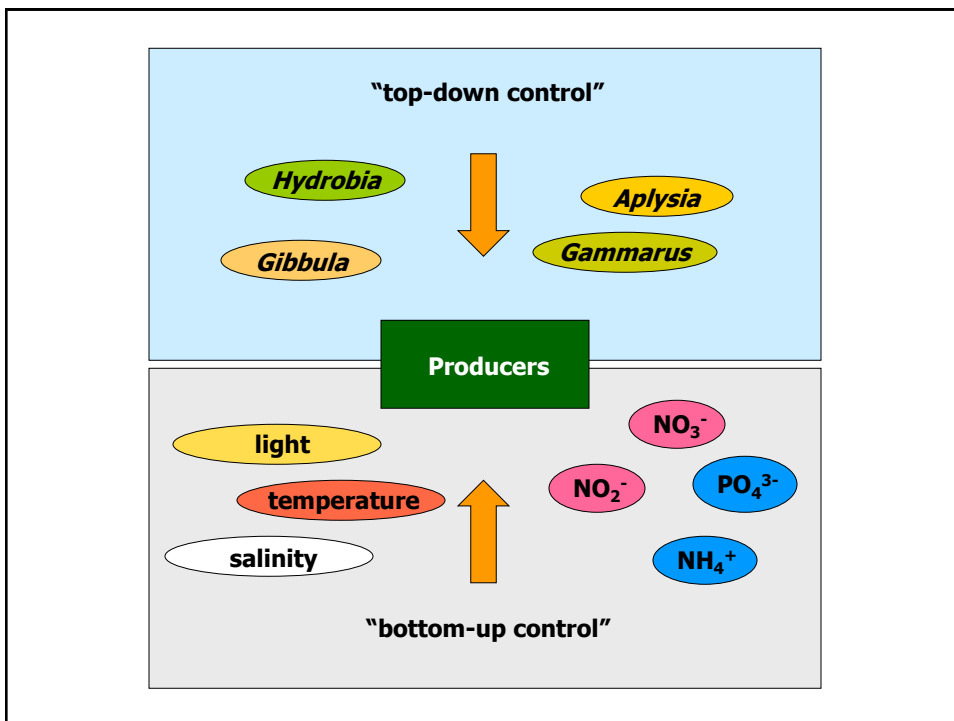 “top-down control”
Hydrobia
Aplysia
Gibbula
Gammarus
Producers
light
NO₃⁻
temperature
NO₂⁻
PO₄³⁻
salinity
NH₄⁺
“bottom-up control”